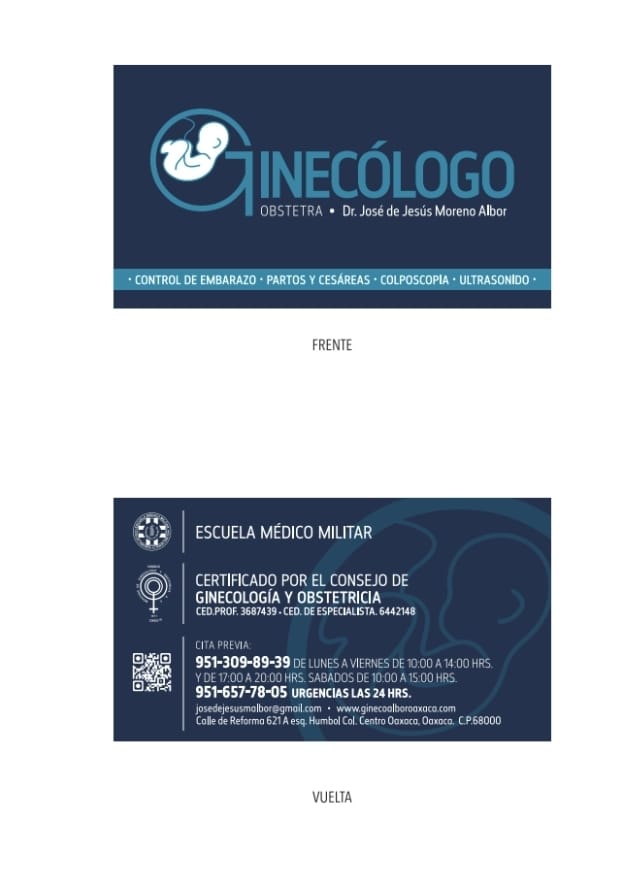 GINECÓLOGO
OBSTETRA • Dr. José de Jesús Moreno Albor
· CONTROL DE EMBARAZO · PARTOS Y CESÁREAS · COLPOSCOPÍA · ULTRASONIDO ·
FRENTE
ESCUELA MÉDICO MILITAR
CERTIFICADO POR EL CONSEJO DE
GINECOLOGÍA Y OBSTETRICIA
CED.PROF. 3687439 - CED. DE ESPECIALISTA. 6442148
CITA PREVIA:
951-309-89-39 DE LUNES A VIERNES DE 10:00 A 14:00 HRS.
Y DE 17:00 A 20:00 HRS. SABADOS DE 10:00 A 15:00 HRS.
951-657-78-05 URGENCIAS LAS 24 HRS.
josedejesusmalbor@gmail.com • www.ginecoalboroaxaca.com
Calle de Reforma 621 A esq. Humbol Col. Centro Oaxaca, Oaxaca. C.P.68000
VUELTA